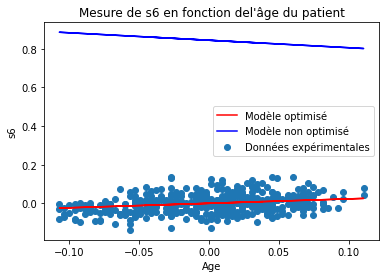 Mesure de s6 en fonction del'âge du patient
s6
0.8
0.6
0.4
0.2
0.0
Modèle optimisé
Modèle non optimisé
Données expérimentales
−0.10
−0.05
0.00
0.05
0.10
Age